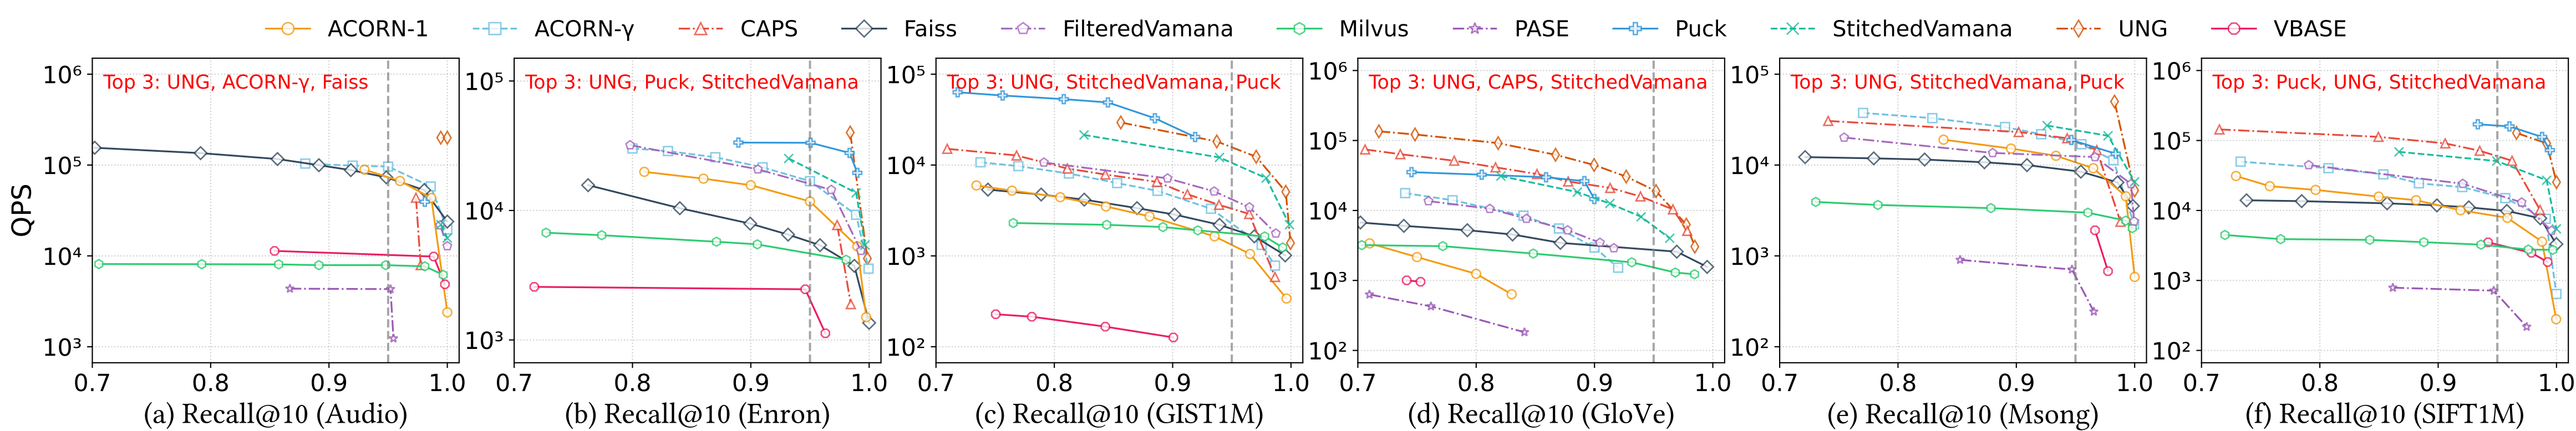 ACORN-1 ACORN-γ CAPS Faiss FilteredVamana Milvus PASE Puck StitchedVamana UNG VBASE
QPS
10⁶
10⁵
10⁴
10³
Top 3: UNG, ACORN-γ, Faiss
0.7 0.8 0.9 1.0
(a) Recall@10 (Audio)
10⁵
10⁴
10³
Top 3: UNG, Puck, StitchedVamana
0.7 0.8 0.9 1.0
(b) Recall@10 (Enron)
10⁵
10⁴
10³
10²
Top 3: UNG, StitchedVamana, Puck
0.7 0.8 0.9 1.0
(c) Recall@10 (GIST1M)
10⁶
10⁵
10⁴
10³
10²
Top 3: UNG, CAPS, StitchedVamana
0.7 0.8 0.9 1.0
(d) Recall@10 (GloVe)
10⁵
10⁴
10³
10²
Top 3: UNG, StitchedVamana, Puck
0.7 0.8 0.9 1.0
(e) Recall@10 (Msong)
10⁶
10⁵
10⁴
10³
10²
Top 3: Puck, UNG, StitchedVamana
0.7 0.8 0.9 1.0
(f) Recall@10 (SIFT1M)